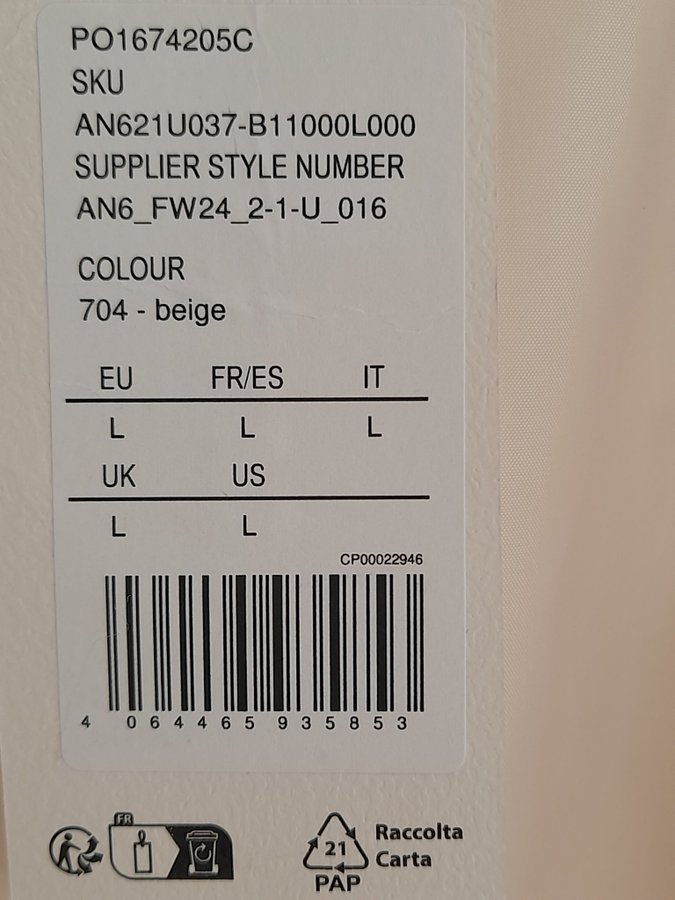 PO1674205C
SKU
AN621U037-B11000L000
SUPPLIER STYLE NUMBER
AN6_FW24_2-1-U_016
COLOUR
704 - beige
EU FR/ES IT
L L L
UK US
L L
CP00022946
4 064465 935853
FR
21
PAP
Raccolta
Carta